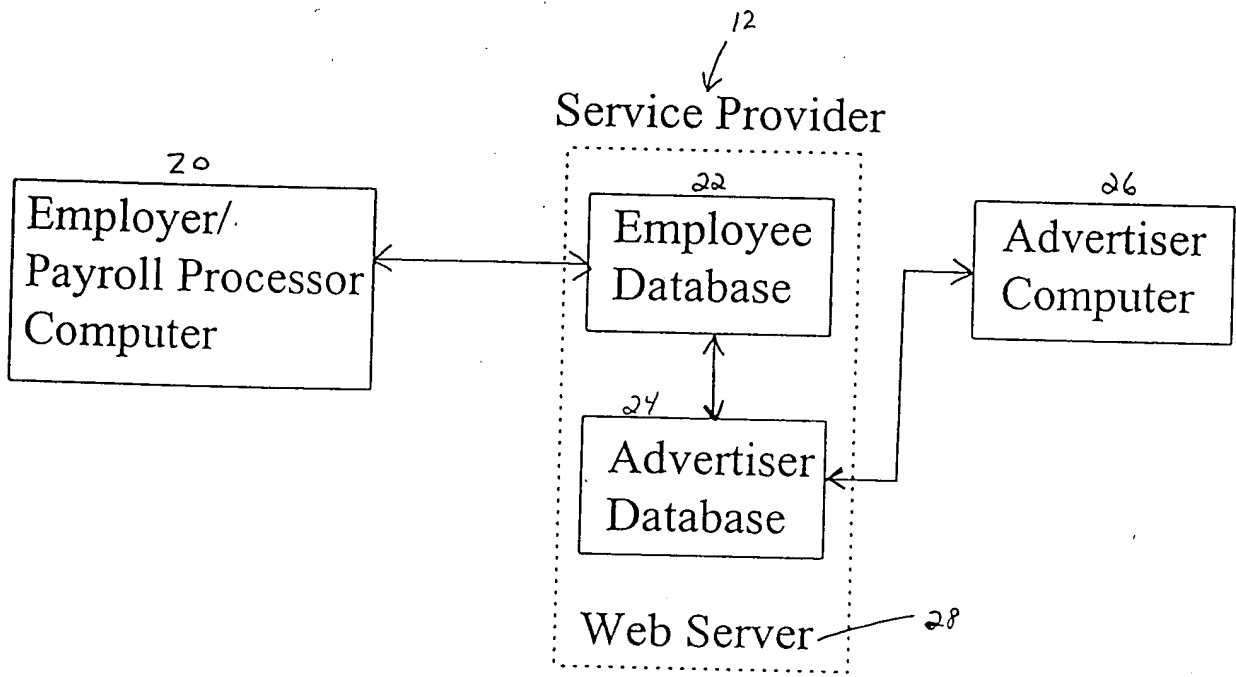 12
Service Provider
20
Employer/
Payroll Processor
Computer
22
Employee
Database
26
Advertiser
Computer
24
Advertiser
Database
Web Server
28